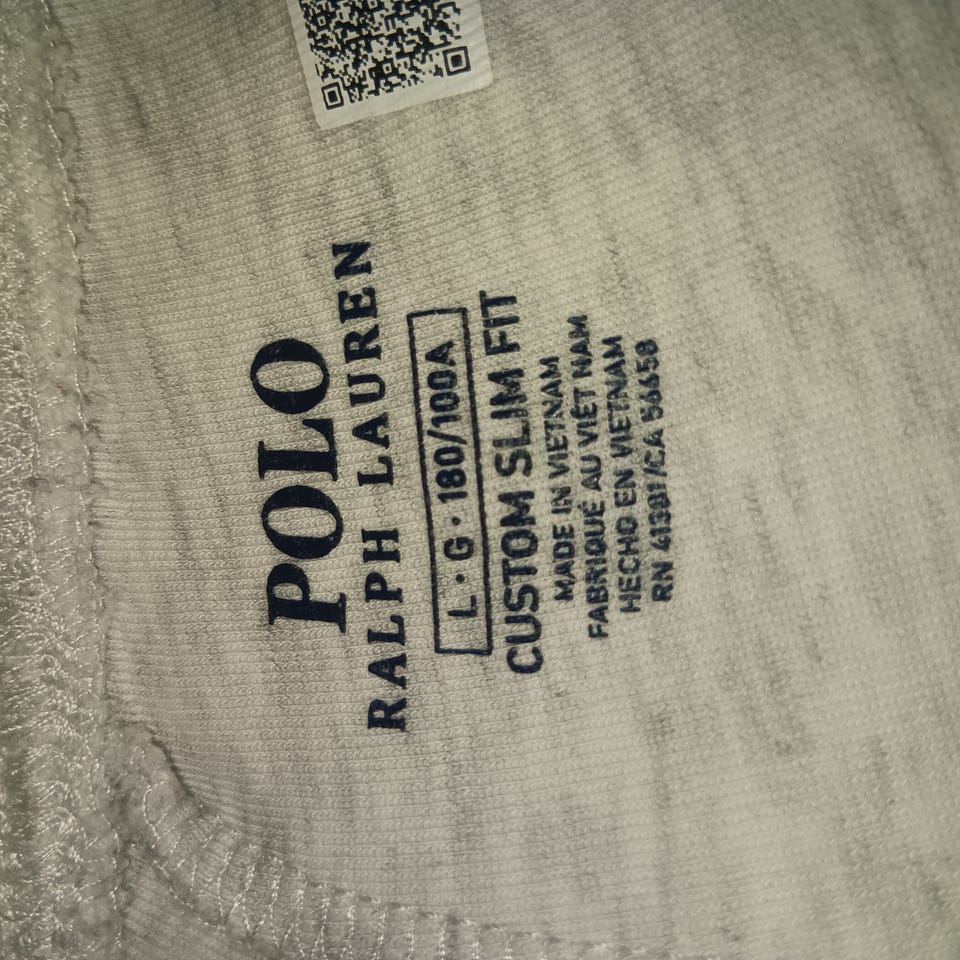 POLO
RALPH LAUREN
L · G · 180/100A
CUSTOM SLIM FIT
MADE IN VIETNAM
FABRIQUÉ AU VIÊT NAM
HECHO EN VIETNAM
RN 41381/CA 56658